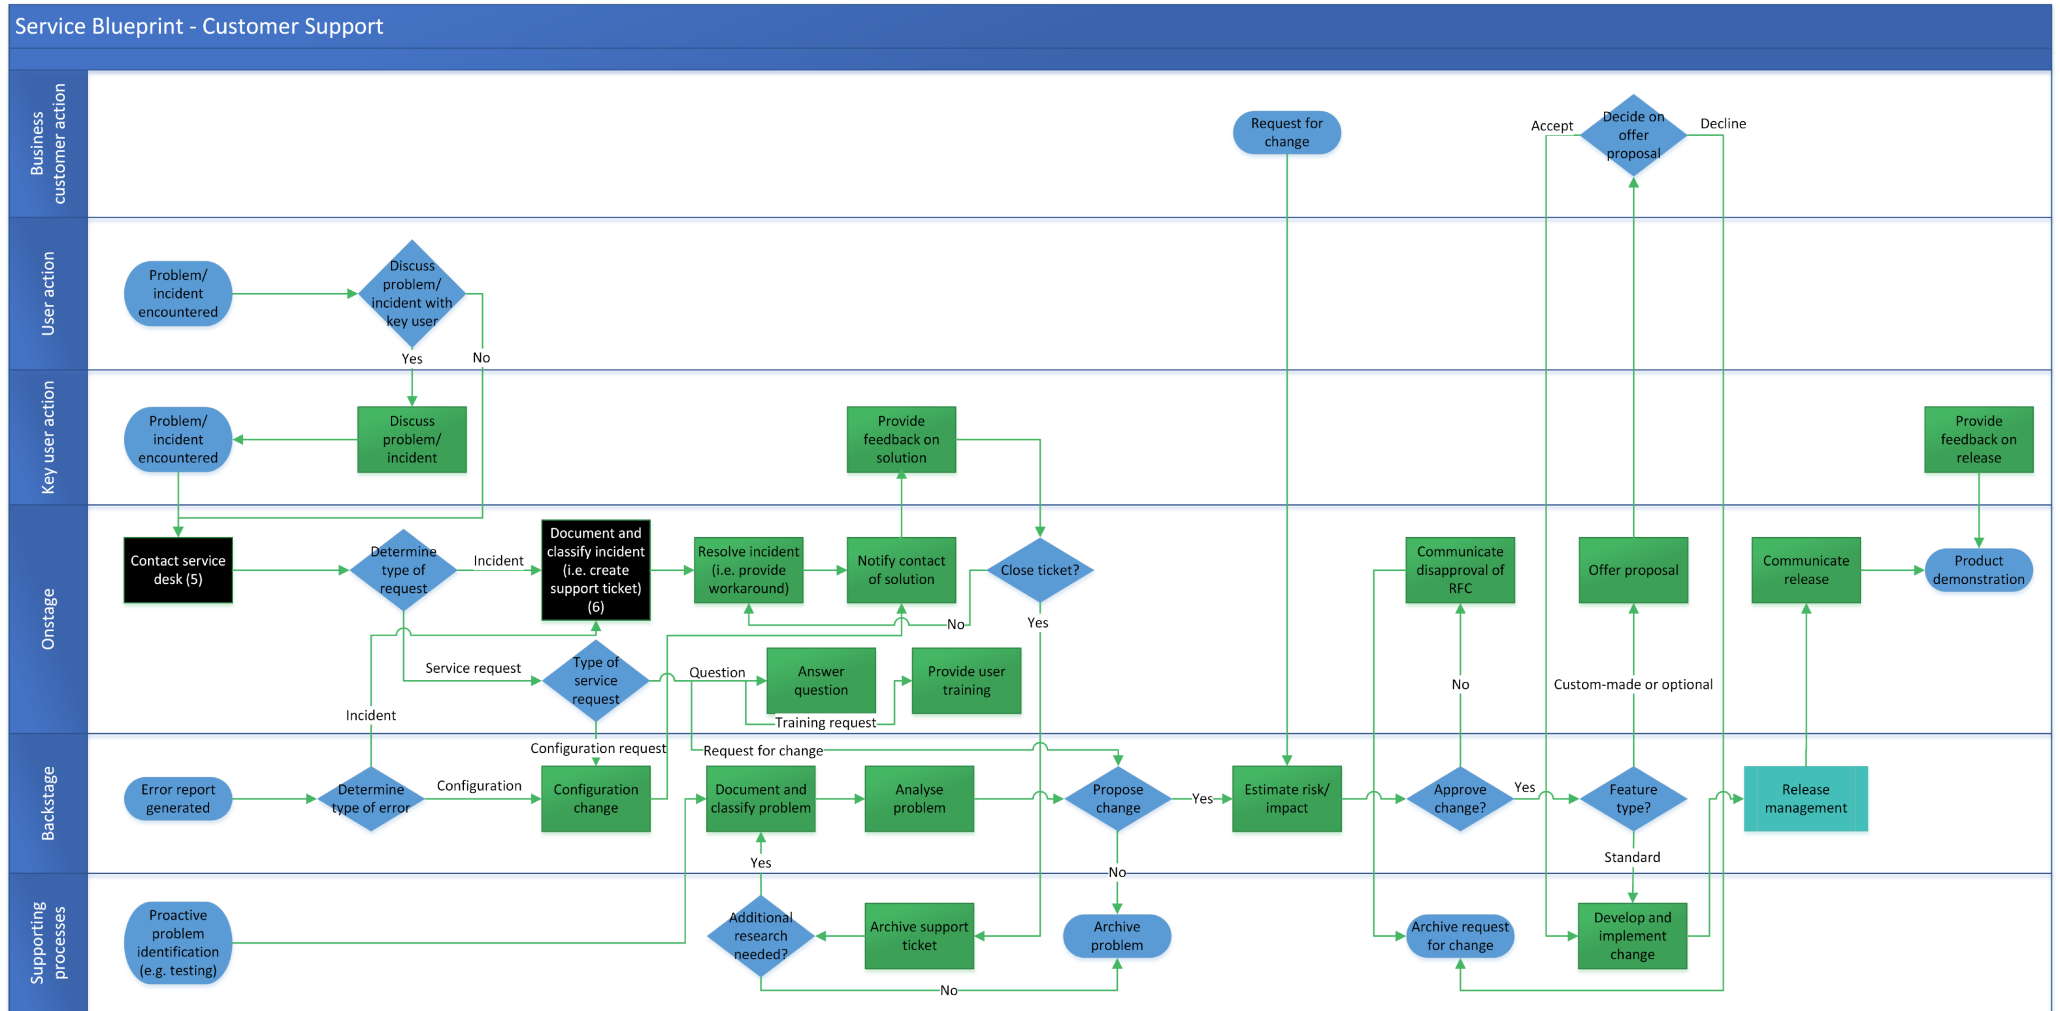 Service Blueprint - Customer Support
Business
customer action
Request for
change
Accept
Decide on
offer
proposal
Decline
User action
Problem/
incident
encountered
Discuss
problem/
incident with
key user
Yes
No
Key user action
Problem/
incident
encountered
Discuss
problem/
incident
Provide
feedback on
solution
Provide
feedback on
release
Onstage
Contact service
desk (5)
Determine
type of
request
Incident
Document and
classify incident
(i.e. create
support ticket)
(6)
Resolve incident
(i.e. provide
workaround)
Notify contact
of solution
Close ticket?
No
Yes
Communicate
disapproval of
RFC
Offer proposal
Communicate
release
Product
demonstration
Service request
Type of
service
request
Question
Answer
question
Provide user
training
Training request
Incident
No
Custom-made or optional
Backstage
Configuration request
Request for change
Error report
generated
Determine
type of error
Configuration
Configuration
change
Document and
classify problem
Analyse
problem
Propose
change
Yes
Estimate risk/
impact
Approve
change?
Yes
Feature
type?
Release
management
Yes
No
Standard
Supporting
processes
Proactive
problem
identification
(e.g. testing)
Additional
research
needed?
Archive support
ticket
Archive
problem
Archive request
for change
Develop and
implement
change
No